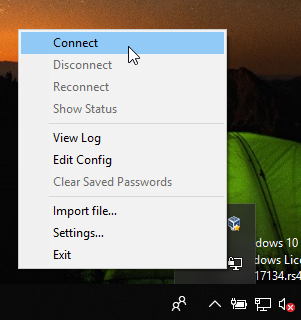 Connect
Disconnect
Reconnect
Show Status
View Log
Edit Config
Clear Saved Passwords
Import file...
Settings...
Exit
dows 10
dows Lice
17134.rs4